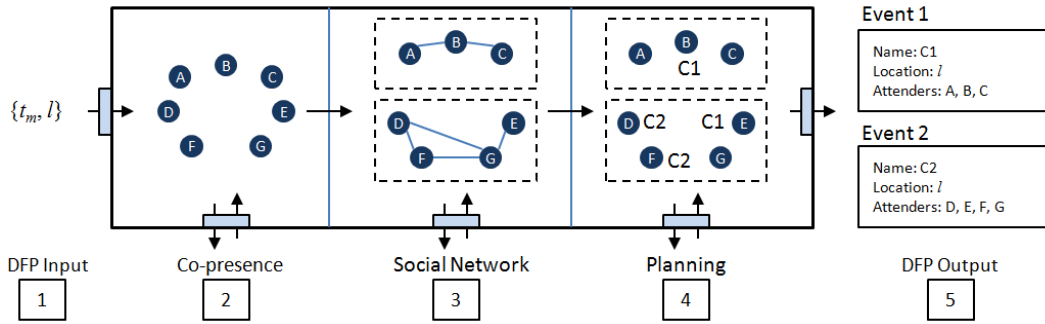 {tm, l}
A
B
C
D
E
F
G
A
B
C
D
E
F
G
A
B
C
C1
D
C2
C1
E
F
C2
G
Event 1
Name: C1
Location: l
Attenders: A, B, C
Event 2
Name: C2
Location: l
Attenders: D, E, F, G
DFP Input
Co-presence
Social Network
Planning
DFP Output
1
2
3
4
5